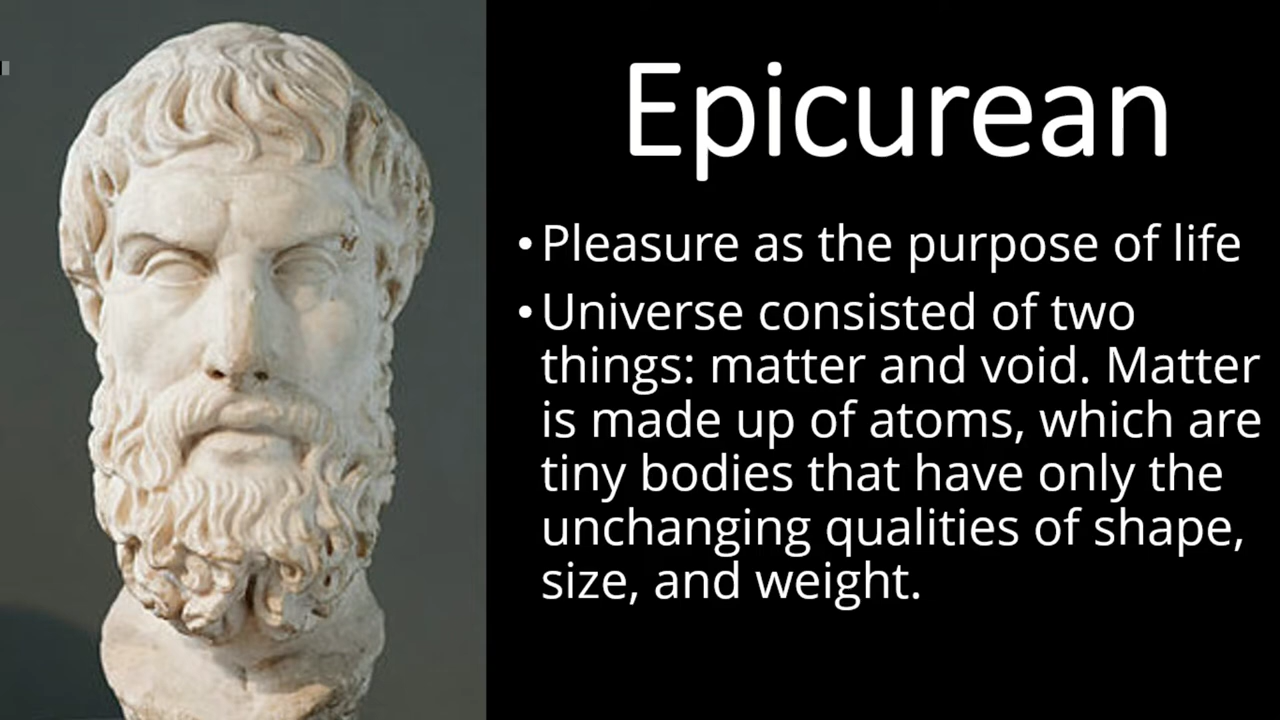 Epicurean
• Pleasure as the purpose of life
• Universe consisted of two
things: matter and void. Matter
is made up of atoms, which are
tiny bodies that have only the
unchanging qualities of shape,
size, and weight.